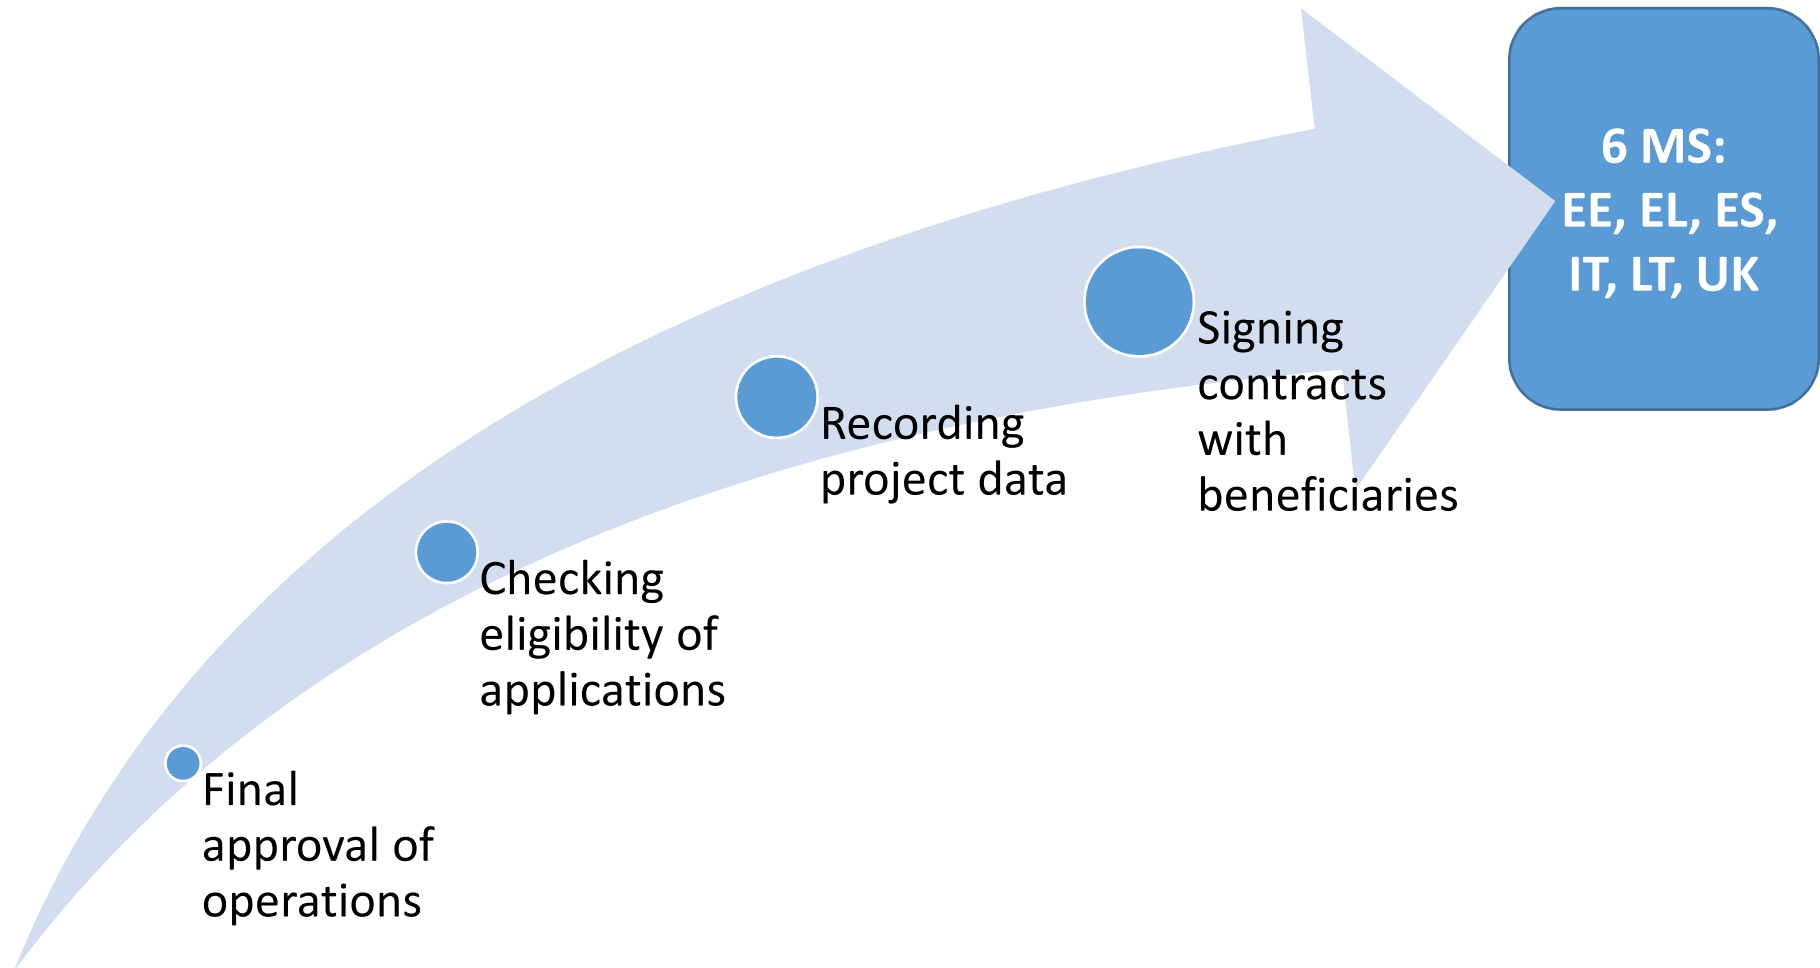 Final
approval of
operations
Checking
eligibility of
applications
Recording
project data
Signing
contracts
with
beneficiaries
6 MS:
EE, EL, ES,
IT, LT, UK